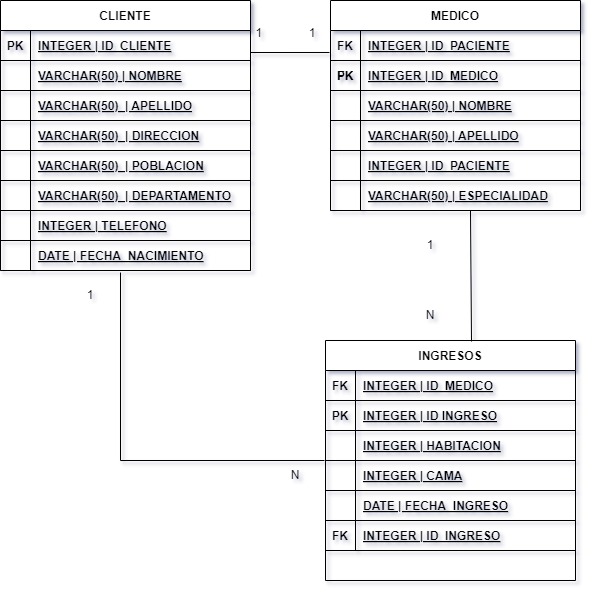 CLIENTE
PK INTEGER | ID_CLIENTE
VARCHAR(50) | NOMBRE
VARCHAR(50) | APELLIDO
VARCHAR(50) | DIRECCION
VARCHAR(50) | POBLACION
VARCHAR(50) | DEPARTAMENTO
INTEGER | TELEFONO
DATE | FECHA_NACIMIENTO
1 1
MEDICO
FK INTEGER | ID_PACIENTE
PK INTEGER | ID_MEDICO
VARCHAR(50) | NOMBRE
VARCHAR(50) | APELLIDO
INTEGER | ID_PACIENTE
VARCHAR(50) | ESPECIALIDAD
1
N
1
N
INGRESOS
FK INTEGER | ID_MEDICO
PK INTEGER | ID INGRESO
INTEGER | HABITACION
INTEGER | CAMA
DATE | FECHA_INGRESO
FK INTEGER | ID_INGRESO